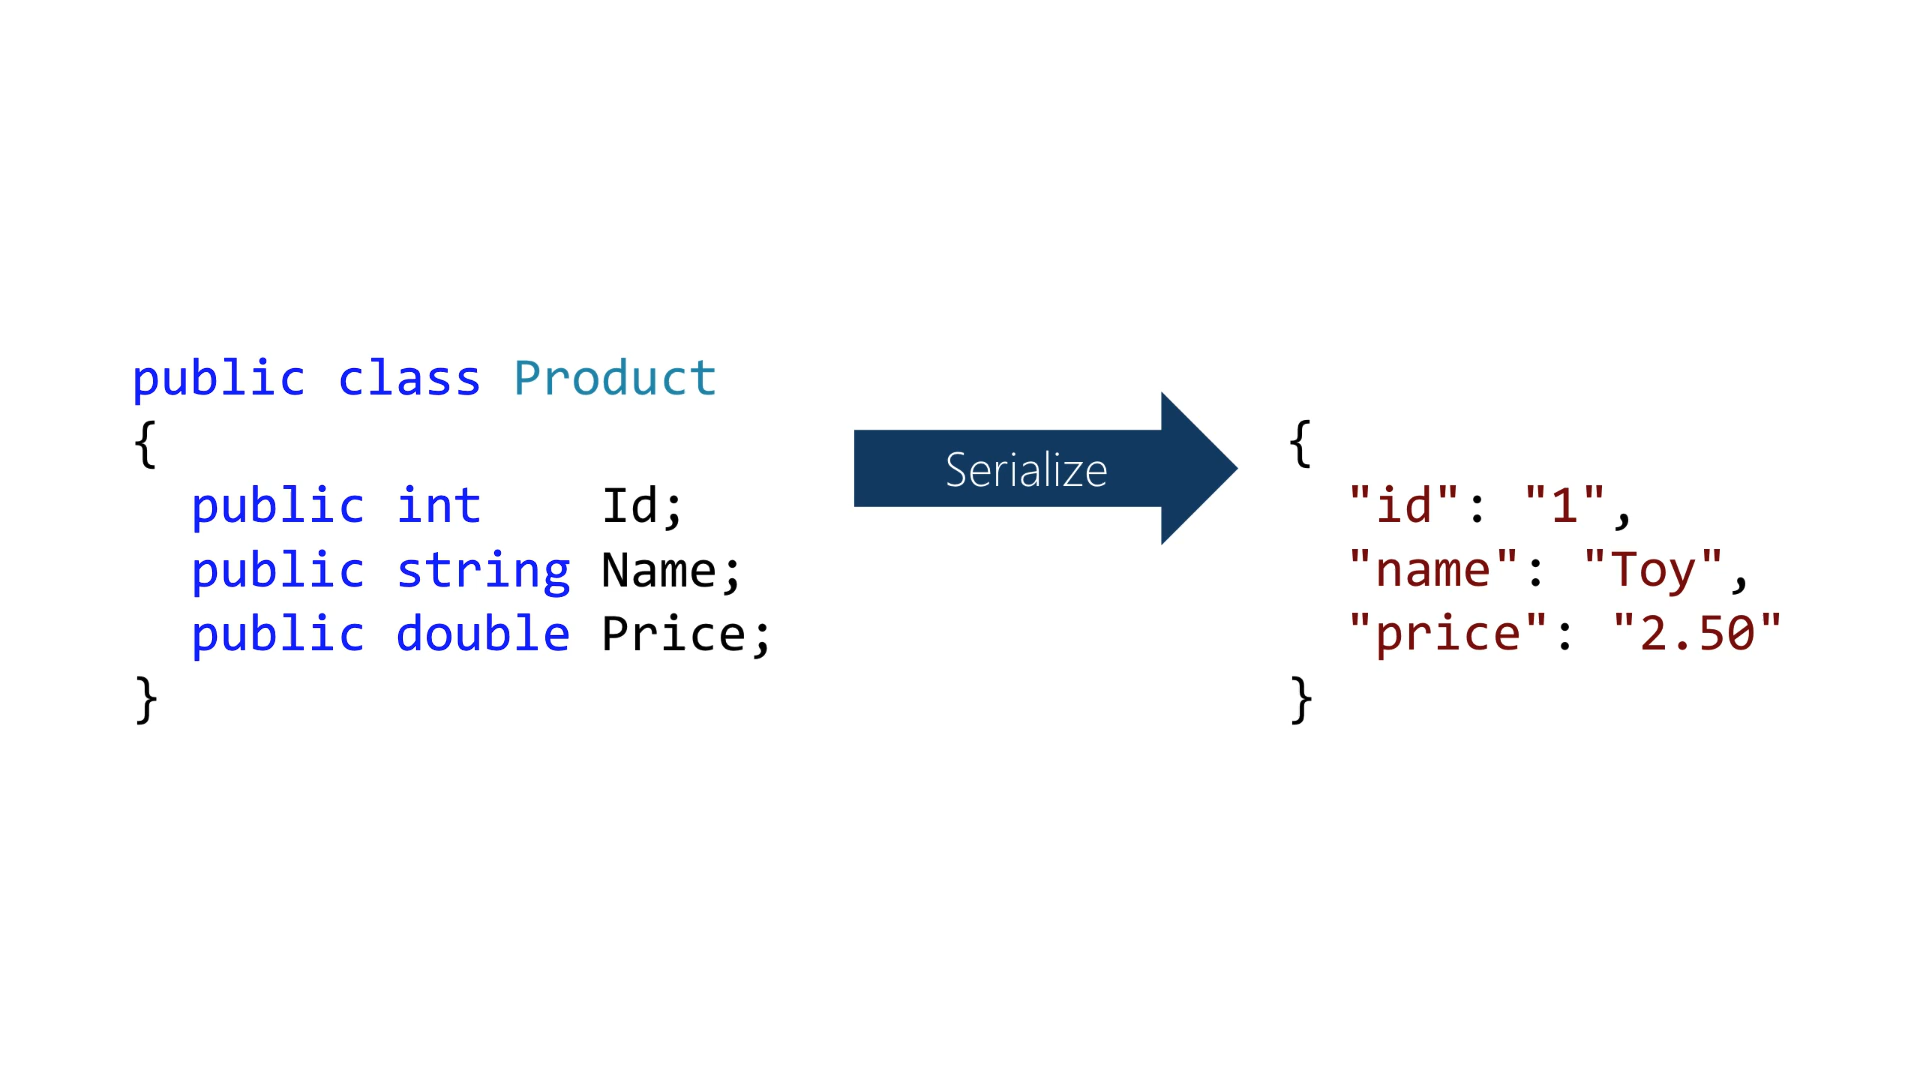 public class Product
{
public int Id;
public string Name;
public double Price;
}
Serialize
{
"id": "1",
"name": "Toy",
"price": "2.50"
}